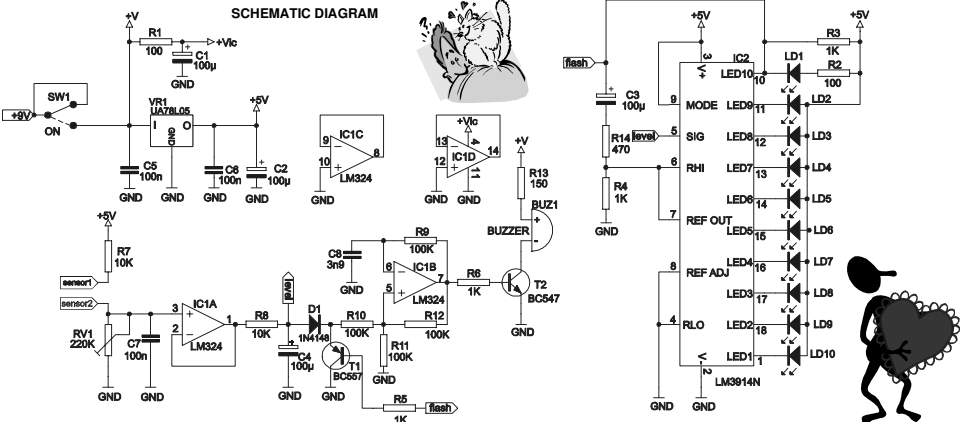 SCHEMATIC DIAGRAM
+V
R1
100
+Vic
C1
100µ
GND
SW1
+9V
ON
VR1
UA78L05
I
O
GND
+5V
C5
100n
GND
GND
C6
100n
GND
C2
100µ
GND
9
10
8
IC1C
LM324
GND
+Vic
13
12
4
14
11
IC1D
GND
GND
+V
R13
150
BUZ1
BUZZER
+
-
+5V
R7
10K
sensor1
sensor2
RV1
220K
GND
C7
100n
GND
3
2
1
IC1A
LM324
R8
10K
level
C4
100µ
GND
D1
1N4148
T1
BC557
GND
R10
100K
R5
1K
flash
C8
3n9
GND
R9
100K
6
5
7
IC1B
LM324
R12
100K
R11
100K
GND
R6
1K
T2
BC547
GND
flash
C3
100µ
R14
470
level
R4
1K
GND
+5V
3
V+
IC2
9
MODE
5
SIG
6
RHI
7
REF OUT
8
REF ADJ
4
RLO
V-
2
GND
GND
LM3914N
LED10
10
LED9
11
LED8
12
LED7
13
LED6
14
LED5
15
LED4
16
LED3
17
LED2
18
LED1
1
+5V
R3
1K
R2
100
LD1
LD2
LD3
LD4
LD5
LD6
LD7
LD8
LD9
LD10